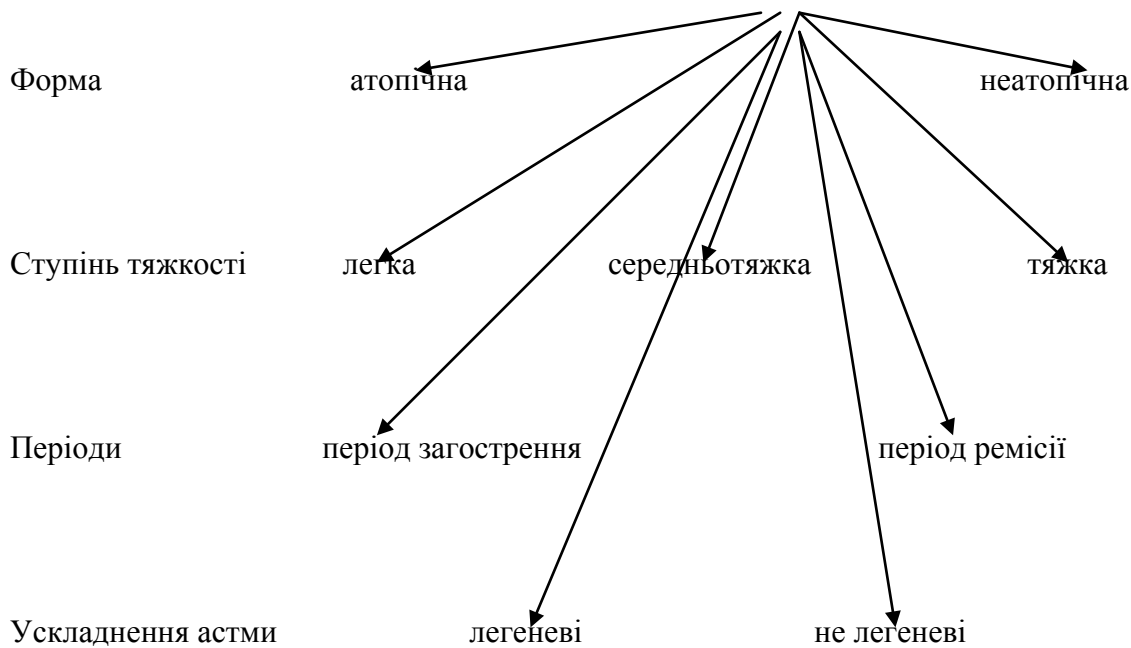 Форма атопічна неатопічна
Ступінь тяжкості легка середньотяжка тяжка
Періоди період загострення період ремісії
Ускладнення астми легеневі не легеневі